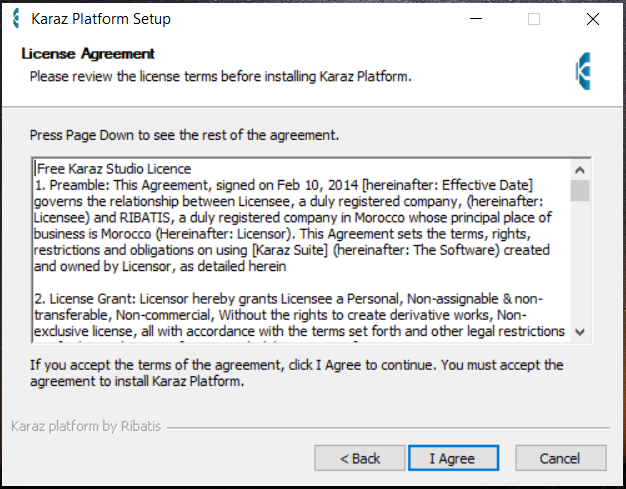 Karaz Platform Setup
License Agreement
Please review the license terms before installing Karaz Platform.
Press Page Down to see the rest of the agreement.
Free Karaz Studio Licence
1. Preamble: This Agreement, signed on Feb 10, 2014 [hereinafter: Effective Date]
governs the relationship between Licensee, a duly registered company, (hereinafter:
Licensee) and RIBATIS, a duly registered company in Morocco whose principal place of
business is Morocco (Hereinafter: Licensor). This Agreement sets the terms, rights,
restrictions and obligations on using [Karaz Suite] (hereinafter: The Software) created
and owned by Licensor, as detailed herein
2. License Grant: Licensor hereby grants Licensee a Personal, Non-assignable & non-
transferable, Non-commercial, Without the rights to create derivative works, Non-
exclusive license, all with accordance with the terms set forth and other legal restrictions
If you accept the terms of the agreement, click I Agree to continue. You must accept the
agreement to install Karaz Platform.
Karaz platform by Ribatis
< Back
I Agree
Cancel